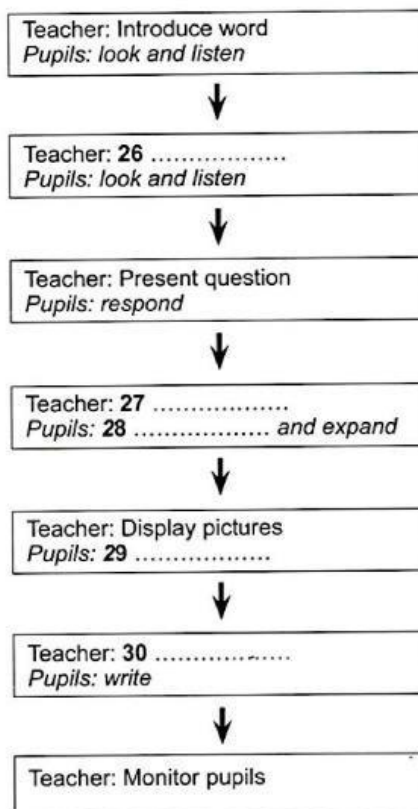 Teacher: Introduce word
Pupils: look and listen
Teacher: 26 ..................
Pupils: look and listen
Teacher: Present question
Pupils: respond
Teacher: 27 ..................
Pupils: 28 .................. and expand
Teacher: Display pictures
Pupils: 29 ..................
Teacher: 30 ..................
Pupils: write
Teacher: Monitor pupils